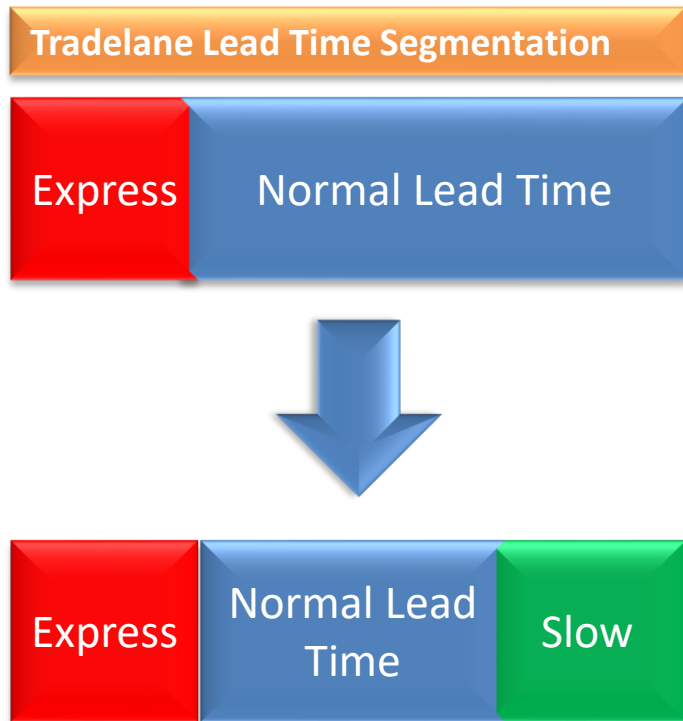 Tradelane Lead Time Segmentation
Express
Normal Lead Time
Express
Normal Lead
Time
Slow